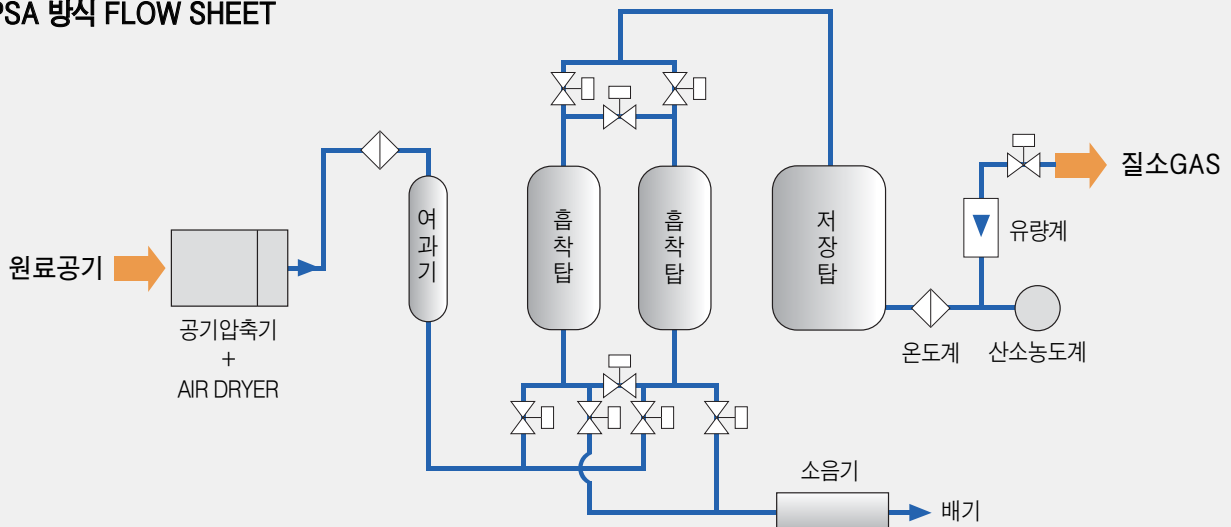 PSA 방식 FLOW SHEET
원료공기
공기압축기
+
AIR DRYER
여과기
흡착탑
흡착탑
저장탑
온도계
산소농도계
유량계
질소GAS
소음기
배기